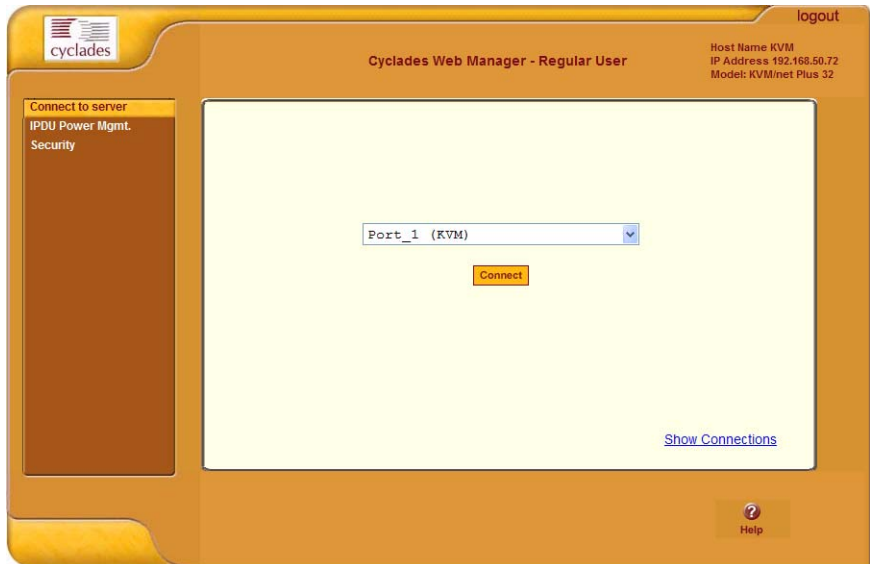 logout
cyclades
Cyclades Web Manager - Regular User
Host Name KVM
IP Address 192.168.50.72
Model: KVM/net Plus 32
Connect to server
IPDU Power Mgmt.
Security
Port_1 (KVM)
Connect
Show Connections
?
Help